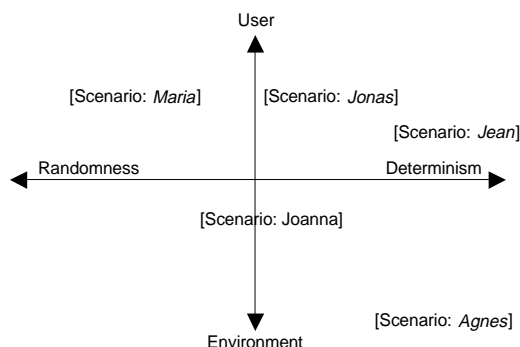 User
[Scenario: Maria]
[Scenario: Jonas]
[Scenario: Jean]
Randomness
Determinism
[Scenario: Joanna]
[Scenario: Agnes]
Environment